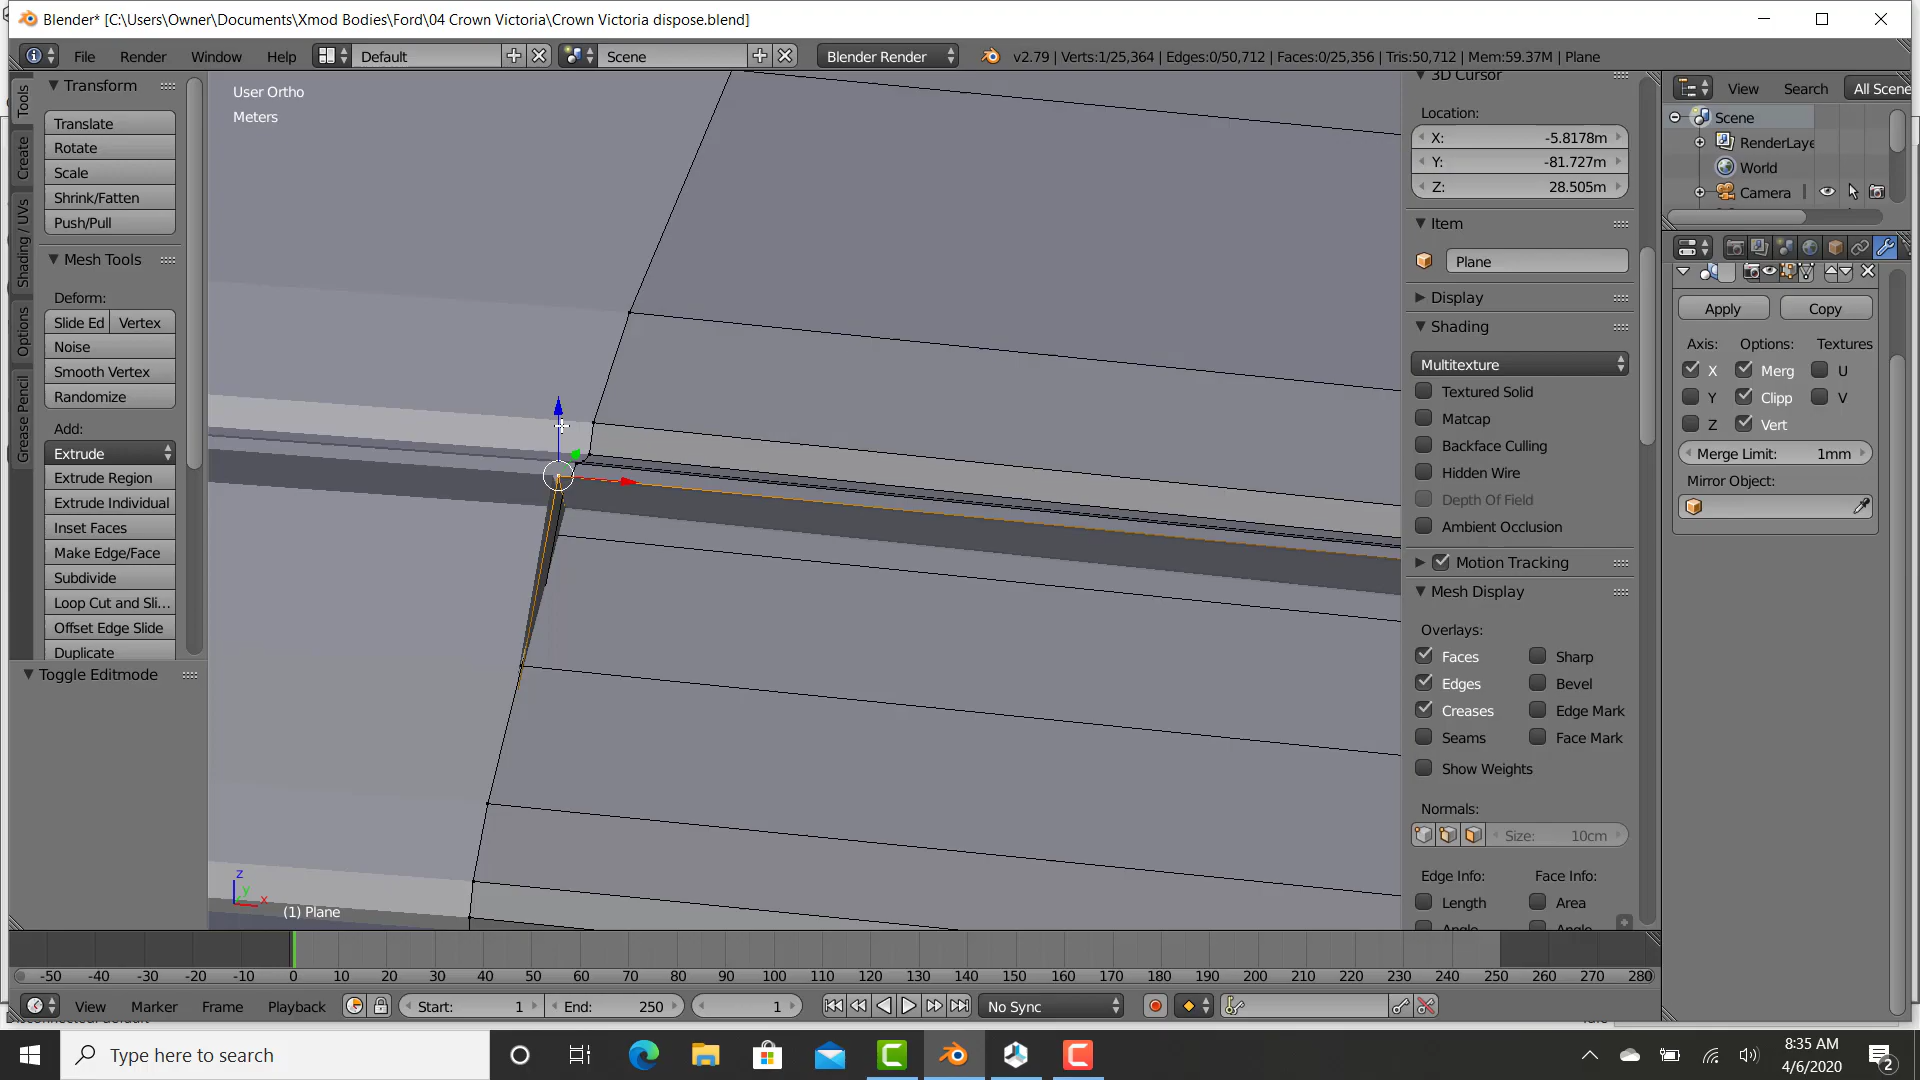 Blender* [C:\Users\Owner\Documents\Xmod Bodies\Ford\04 Crown Victoria\Crown Victoria dispose.blend]
File Render Window Help Default Scene Blender Render v2.79 | Verts:1/25,364 | Edges:0/50,712 | Faces:0/25,356 | Tris:50,712 | Mem:59.37M | Plane
Tools
Create
Shading / UVs
Options
Grease Pencil
Transform
Translate
Rotate
Scale
Shrink/Fatten
Push/Pull
Mesh Tools
Deform:
Slide Ed Vertex
Noise
Smooth Vertex
Randomize
Add:
Extrude
Extrude Region
Extrude Individual
Inset Faces
Make Edge/Face
Subdivide
Loop Cut and Sli...
Offset Edge Slide
Duplicate
Toggle Editmode
User Ortho
Meters
z
y
x
(1) Plane
3D Cursor
Location:
X: -5.8178m
Y: -81.727m
Z: 28.505m
Item
Plane
Display
Shading
Multitexture
Textured Solid
Matcap
Backface Culling
Hidden Wire
Depth Of Field
Ambient Occlusion
Motion Tracking
Mesh Display
Overlays:
Faces Sharp
Edges Bevel
Creases Edge Mark
Seams Face Mark
Show Weights
Normals:
Size: 10cm
Edge Info: Face Info:
Length Area
Angle Angle
View Search All Scene
Scene
RenderLaye
World
Camera
Apply Copy
Axis: Options: Textures
X Merg U
Y Clipp V
Z Vert
Merge Limit: 1mm
Mirror Object:
-50 -40 -30 -20 -10 0 10 20 30 40 50 60 70 80 90 100 110 120 130 140 150 160 170 180 190 200 210 220 230 240 250 260 270 280
View Marker Frame Playback Start: 1 End: 250 1 No Sync
Type here to search
8:35 AM
4/6/2020
2